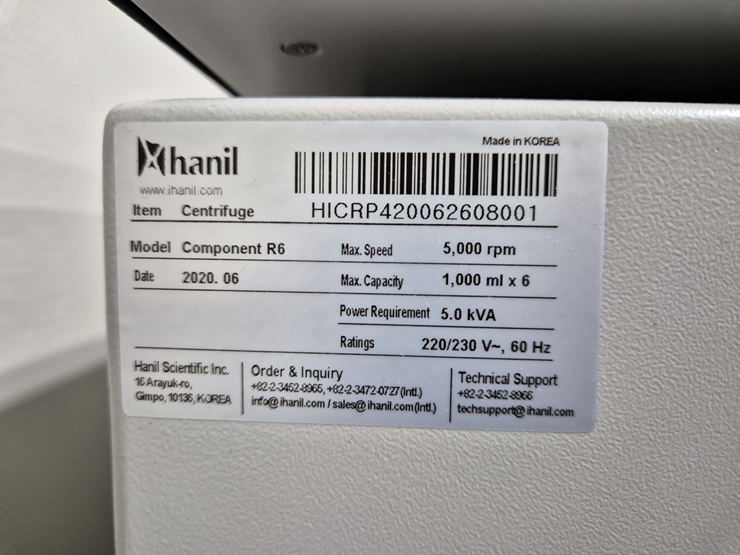 Made in KOREA
hanil
www.ihanil.com
HICRP420062608001
Item Centrifuge
Model Component R6
Date 2020. 06
Max. Speed 5,000 rpm
Max. Capacity 1,000 ml x 6
Power Requirement 5.0 kVA
Ratings 220/230 V~, 60 Hz
Hanil Scientific Inc.
16 Arayuk-ro,
Gimpo, 10136, KOREA
Order & Inquiry
+82-2-3452-8965, +82-2-3472-0727(Intl.)
info@ihanil.com / sales@ihanil.com(Intl.)
Technical Support
+82-2-3452-8966
techsupport@ihanil.com